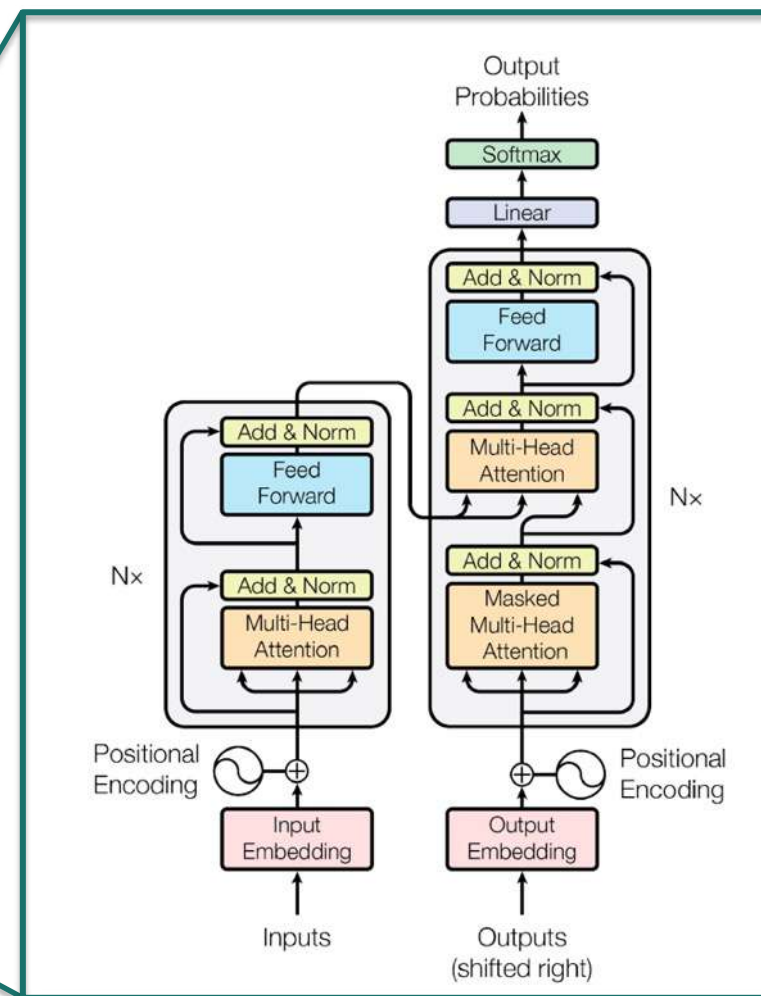 Output
Probabilities
Softmax
Linear
Add & Norm
Feed
Forward
Add & Norm
Multi-Head
Attention
Nx
Add & Norm
Masked
Multi-Head
Attention
Add & Norm
Feed
Forward
Nx
Add & Norm
Multi-Head
Attention
Positional
Encoding
Positional
Encoding
Input
Embedding
Output
Embedding
Inputs
Outputs
(shifted right)